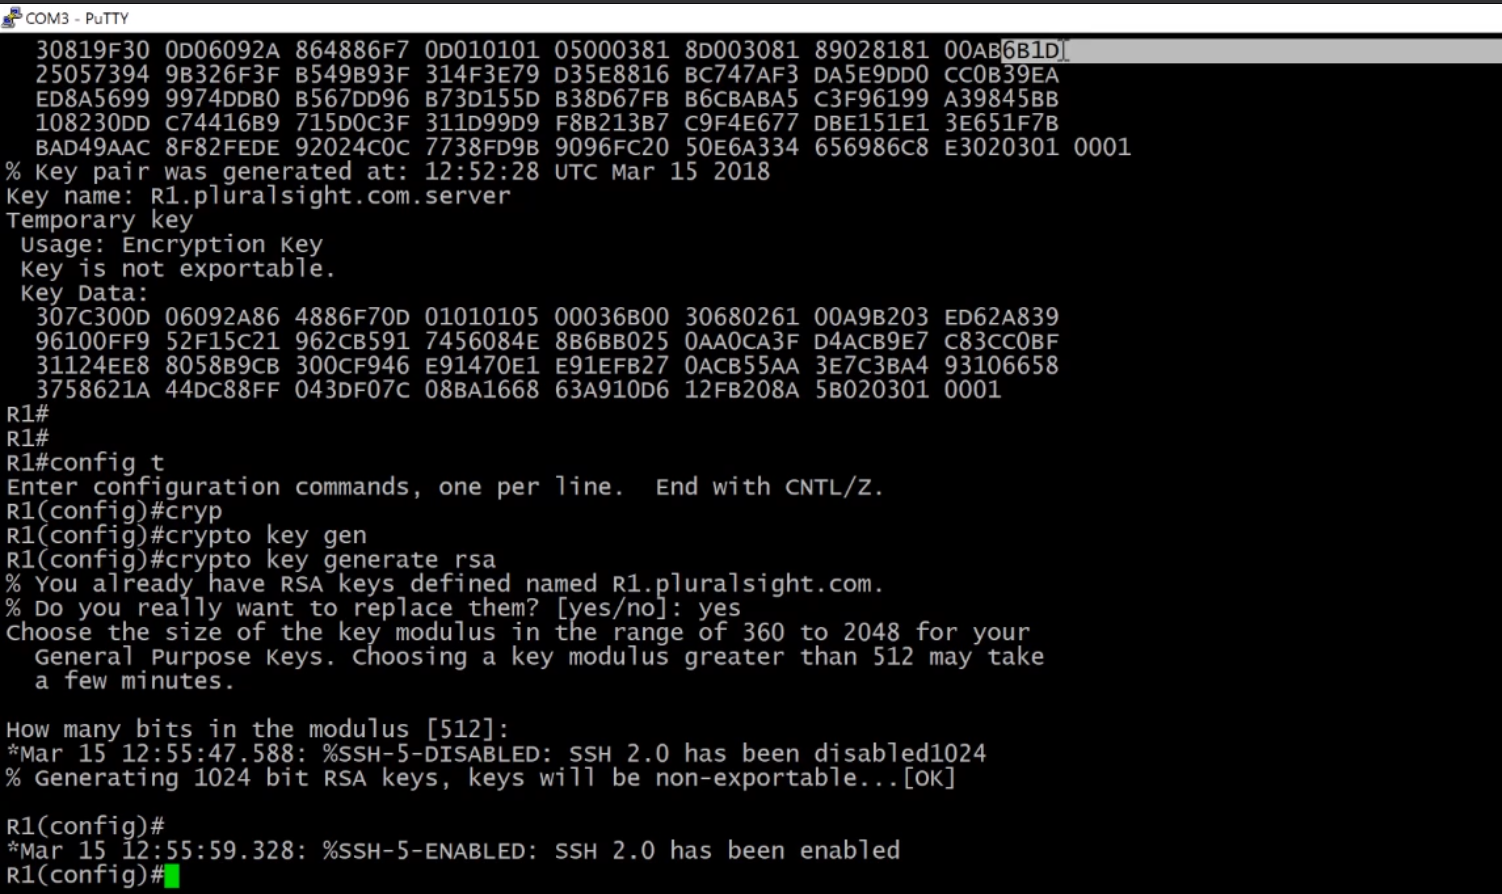 COM3 - PuTTY
30819F30 0D06092A 864886F7 0D010101 05000381 8D003081 89028181 00AB6B1D
25057394 9B326F3F B549B93F 314F3E79 D35E8816 BC747AF3 DA5E9DD0 CC0B39EA
ED8A5699 9974DDB0 B567DD96 B73D155D B38D67FB B6CBABA5 C3F96199 A39845BB
108230DD C74416B9 715D0C3F 311D99D9 F8B213B7 C9F4E677 DBE151E1 3E651F7B
BAD49AAC 8F82FEDE 92024C0C 7738FD9B 9096FC20 50E6A334 656986C8 E3020301 0001
% Key pair was generated at: 12:52:28 UTC Mar 15 2018
Key name: R1.pluralsight.com.server
Temporary key
Usage: Encryption Key
Key is not exportable.
Key Data:
307C300D 06092A86 4886F70D 01010105 00036B00 30680261 00A9B203 ED62A839
96100FF9 52F15C21 962CB591 7456084E 8B6BB025 0AA0CA3F D4ACB9E7 C83CC0BF
31124EE8 8058B9CB 300CF946 E91470E1 E91EFB27 0ACB55AA 3E7C3BA4 93106658
3758621A 44DC88FF 043DF07C 08BA1668 63A910D6 12FB208A 5B020301 0001
R1#
R1#
R1#config t
Enter configuration commands, one per line.  End with CNTL/Z.
R1(config)#cryp
R1(config)#crypto key gen
R1(config)#crypto key generate rsa
% You already have RSA keys defined named R1.pluralsight.com.
% Do you really want to replace them? [yes/no]: yes
Choose the size of the key modulus in the range of 360 to 2048 for your
General Purpose Keys. Choosing a key modulus greater than 512 may take
a few minutes.
How many bits in the modulus [512]:
*Mar 15 12:55:47.588: %SSH-5-DISABLED: SSH 2.0 has been disabled1024
% Generating 1024 bit RSA keys, keys will be non-exportable...[OK]
R1(config)#
*Mar 15 12:55:59.328: %SSH-5-ENABLED: SSH 2.0 has been enabled
R1(config)#